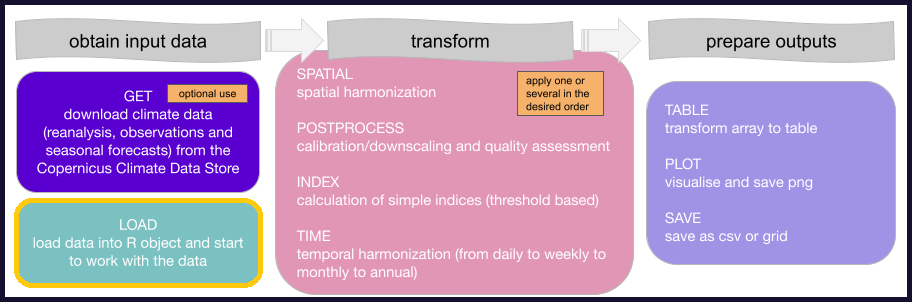 obtain input data
transform
prepare outputs
GET
optional use
download climate data
(reanalysis, observations and
seasonal forecasts) from the
Copernicus Climate Data Store
LOAD
load data into R object and start
to work with the data
SPATIAL
spatial harmonization
apply one or
several in the
desired order
POSTPROCESS
calibration/downscaling and quality assessment
INDEX
calculation of simple indices (threshold based)
TIME
temporal harmonization (from daily to weekly to
monthly to annual)
TABLE
transform array to table
PLOT
visualise and save png
SAVE
save as csv or grid